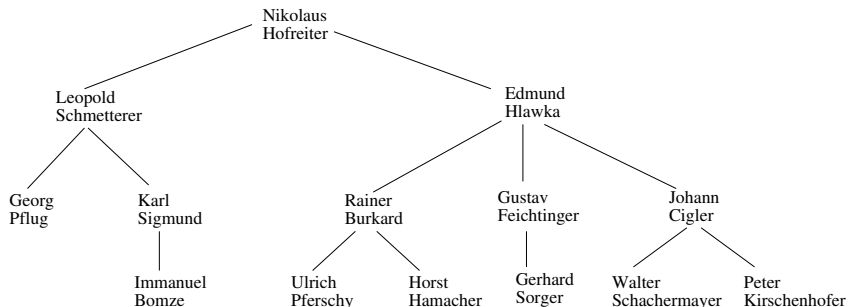 Nikolaus
Hofreiter
Leopold
Schmetterer
Edmund
Hlawka
Georg
Pflug
Karl
Sigmund
Rainer
Burkard
Gustav
Feichtinger
Johann
Cigler
Immanuel
Bomze
Ulrich
Pferschy
Horst
Hamacher
Gerhard
Sorger
Walter
Schachermayer
Peter
Kirschenhofer